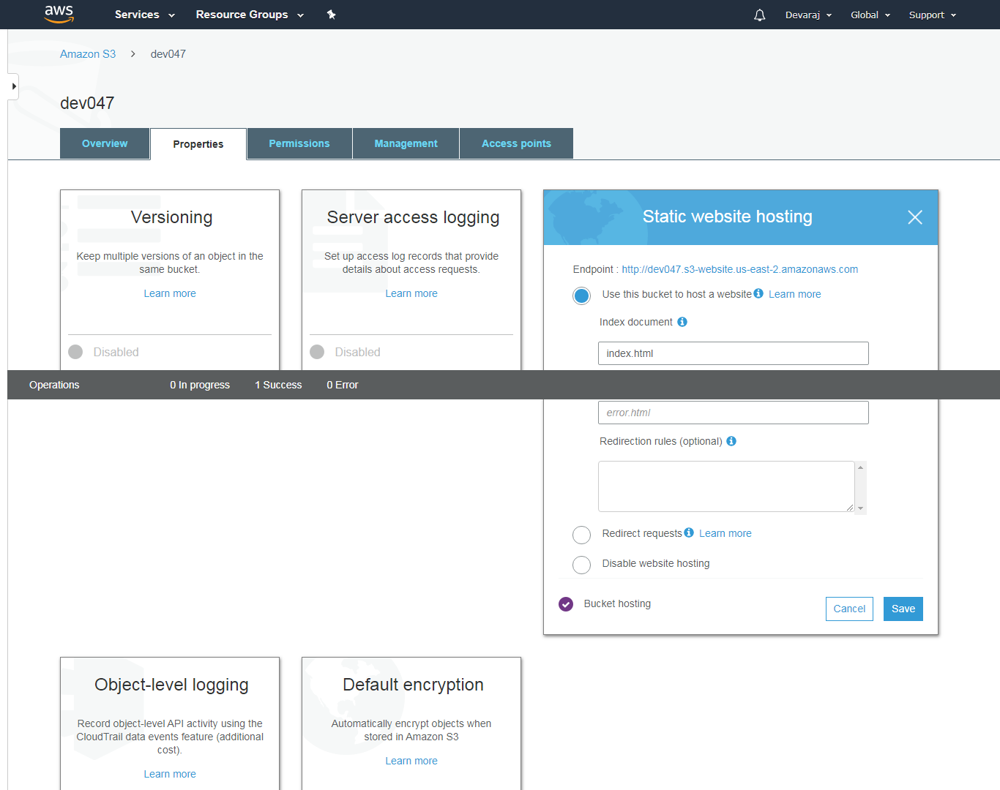 aws Services Resource Groups Devaraj Global Support
Amazon S3 > dev047
dev047
Overview Properties Permissions Management Access points
Versioning
Keep multiple versions of an object in the
same bucket.
Learn more
Disabled
Server access logging
Set up access log records that provide
details about access requests.
Learn more
Disabled
Static website hosting
Endpoint : http://dev047.s3-website.us-east-2.amazonaws.com
Use this bucket to host a website Learn more
Index document
index.html
Operations 0 In progress 1 Success 0 Error
error.html
Redirection rules (optional)
Redirect requests Learn more
Disable website hosting
Bucket hosting
Cancel Save
Object-level logging
Record object-level API activity using the
CloudTrail data events feature (additional
cost).
Learn more
Default encryption
Automatically encrypt objects when
stored in Amazon S3
Learn more